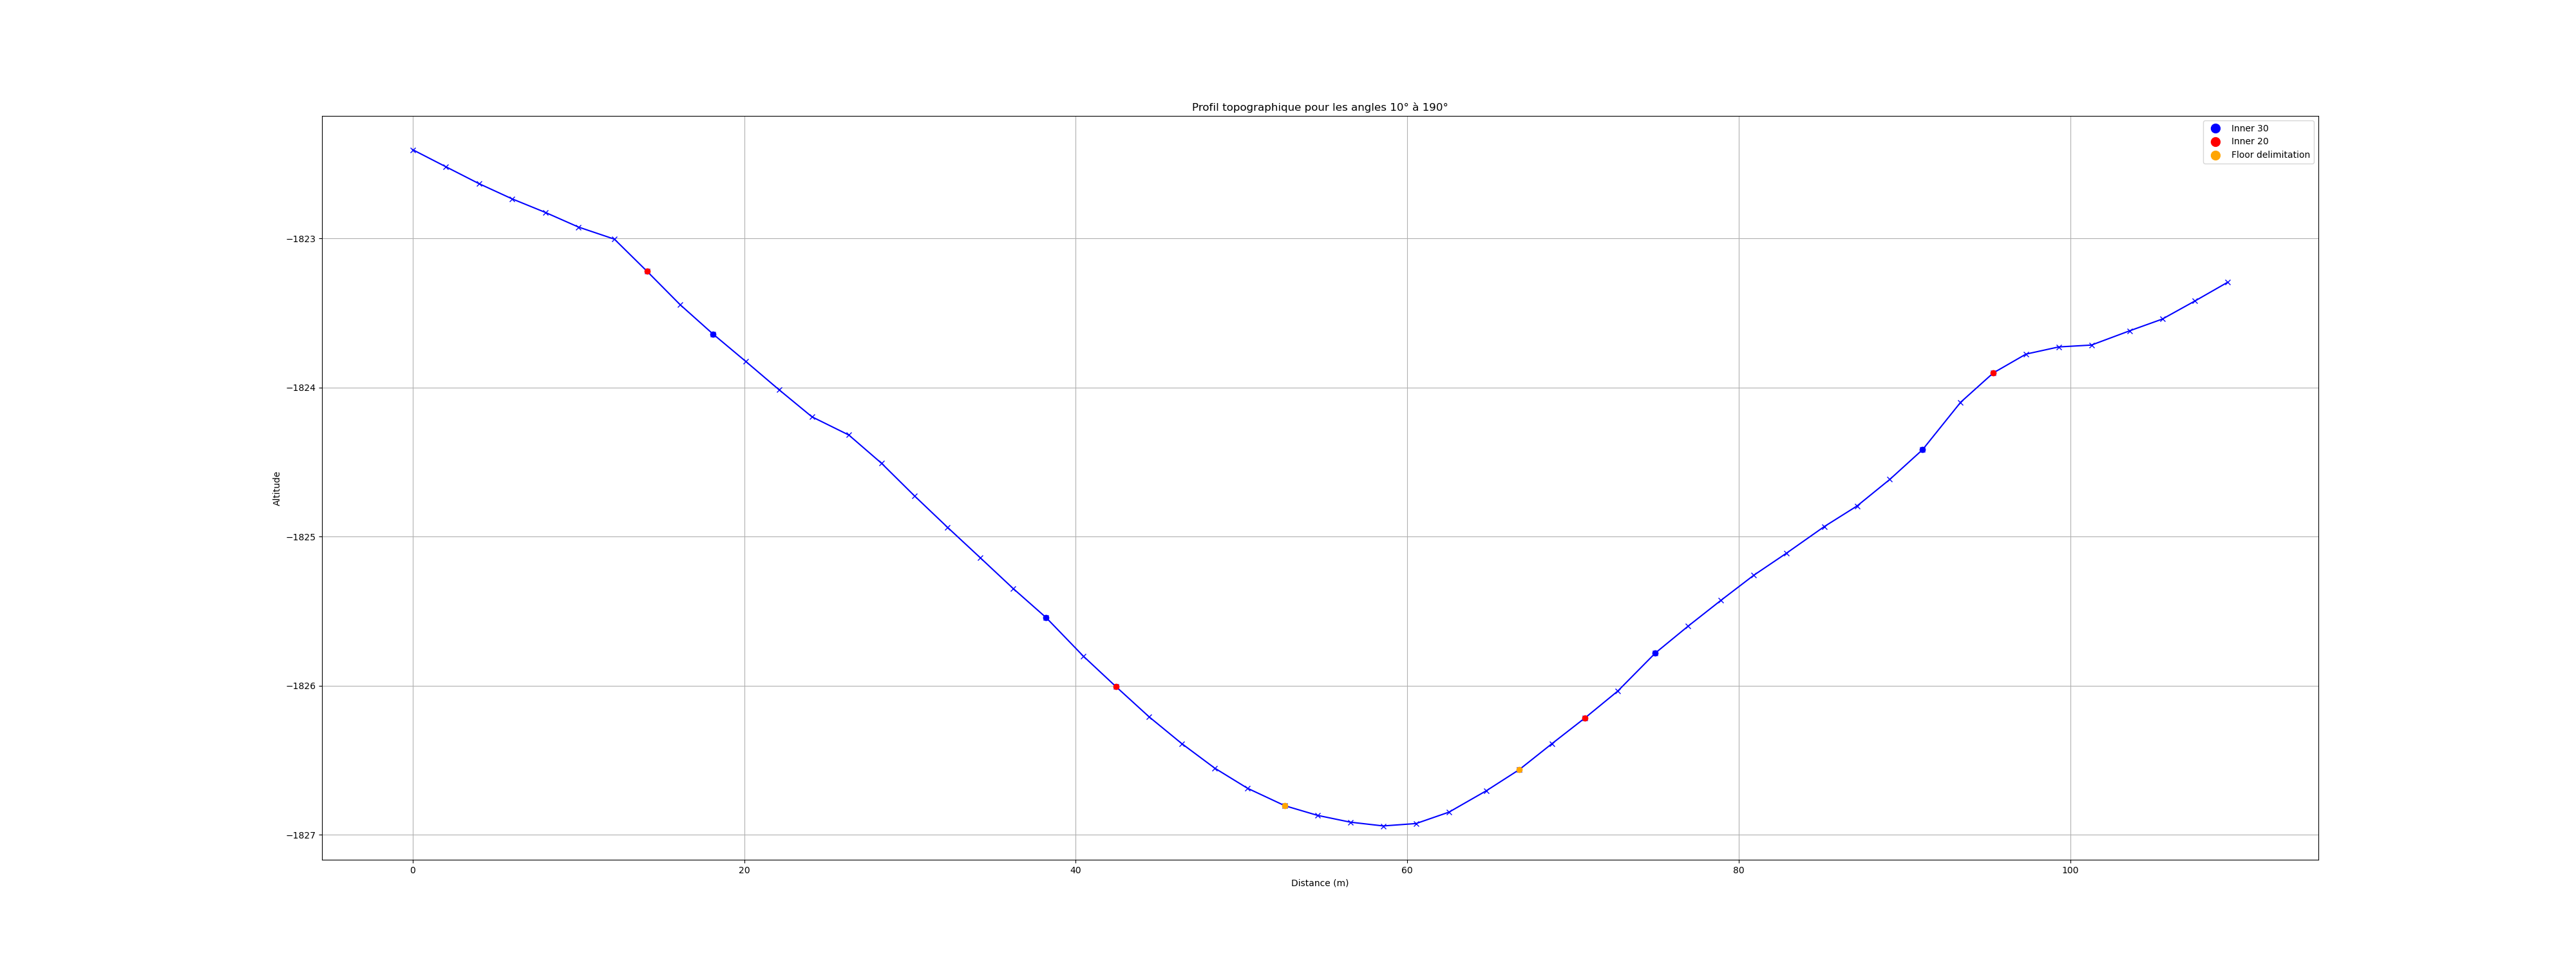 Profil topographique pour les angles 10° à 190°
Inner 30
Inner 20
Floor delimitation
−1823
−1824
−1825
−1826
−1827
Altitude
0 20 40 60 80 100
Distance (m)